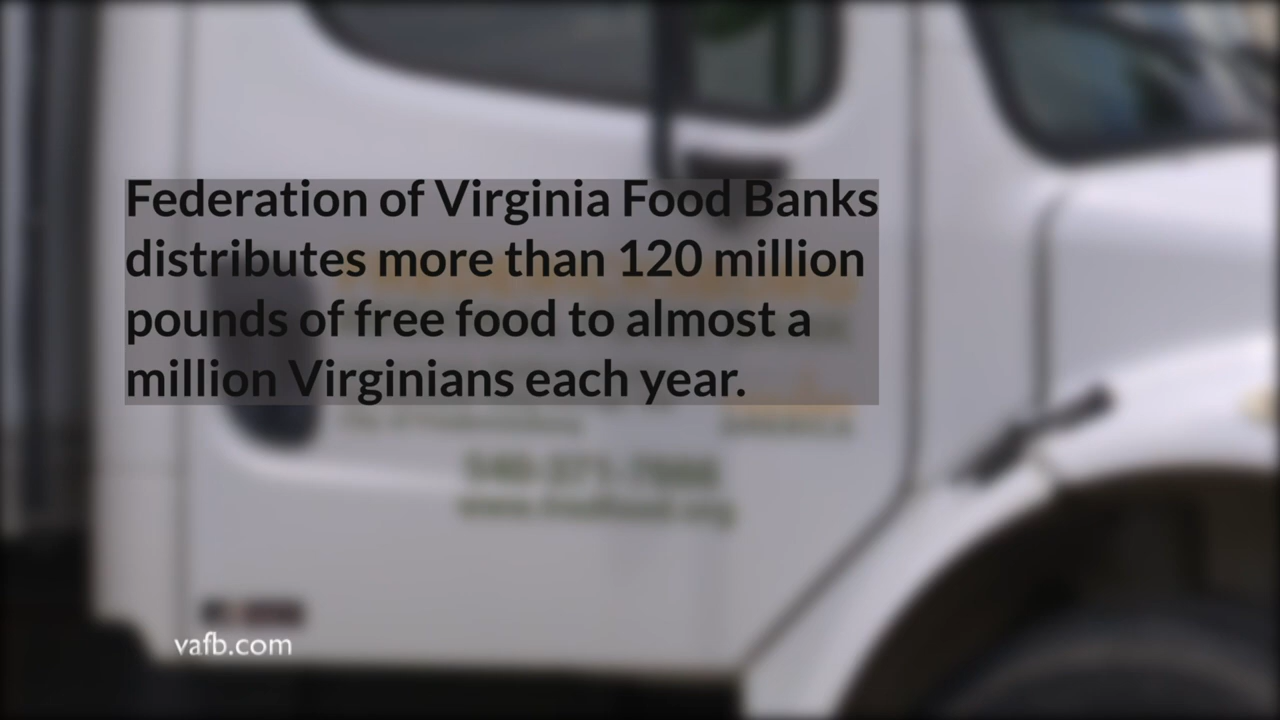 Federation of Virginia Food Banks
distributes more than 120 million
pounds of free food to almost a
million Virginians each year.
vafb.com